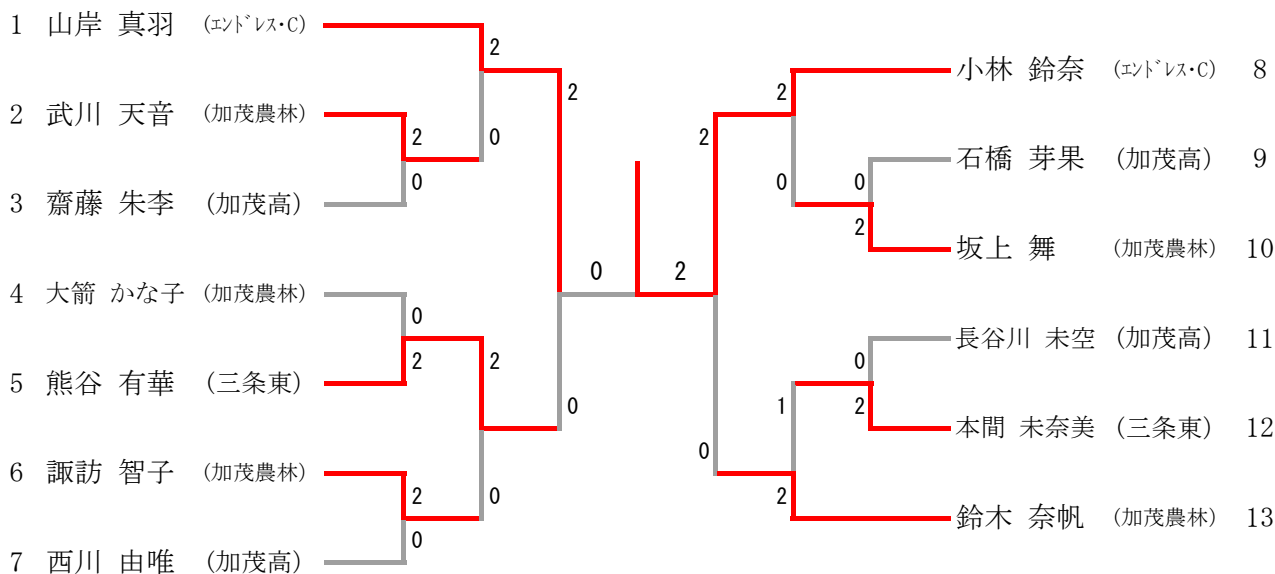 1 山岸 真羽 (エンドレス・C)
2 武川 天音 (加茂農林)
3 齋藤 朱李 (加茂高)
4 大箭 かな子 (加茂農林)
5 熊谷 有華 (三条東)
6 諏訪 智子 (加茂農林)
7 西川 由唯 (加茂高)
2
2
0
2
0
0
2
2
0
2
0
0
0
2
小林 鈴奈 (エンドレス・C) 8
石橋 芽果 (加茂高) 9
坂上 舞 (加茂農林) 10
長谷川 未空 (加茂高) 11
本間 未奈美 (三条東) 12
鈴木 奈帆 (加茂農林) 13
2
2
0
0
2
0
1
2
0
2